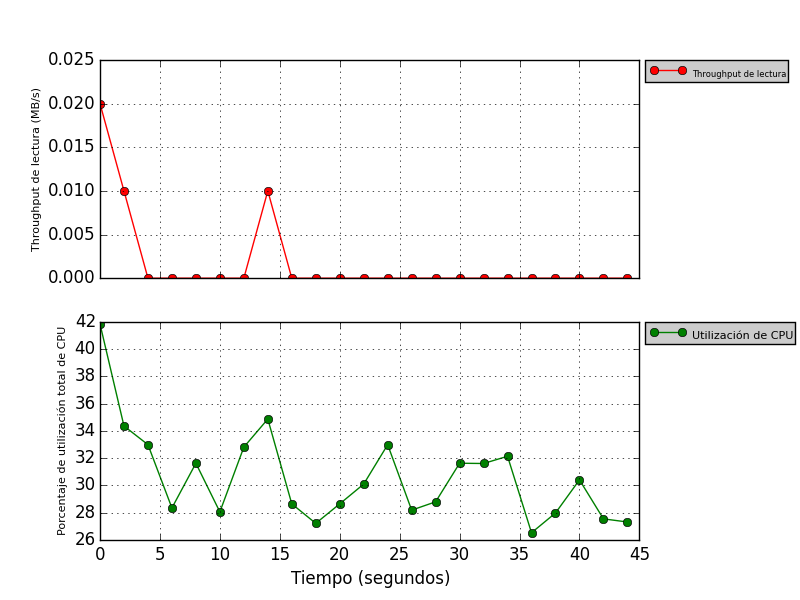 0.025
0.020
0.015
0.010
0.005
0.000
Throughput de lectura (MB/s)
Throughput de lectura
42
40
38
36
34
32
30
28
26
Porcentaje de utilización total de CPU
Utilización de CPU
0 5 10 15 20 25 30 35 40 45
Tiempo (segundos)